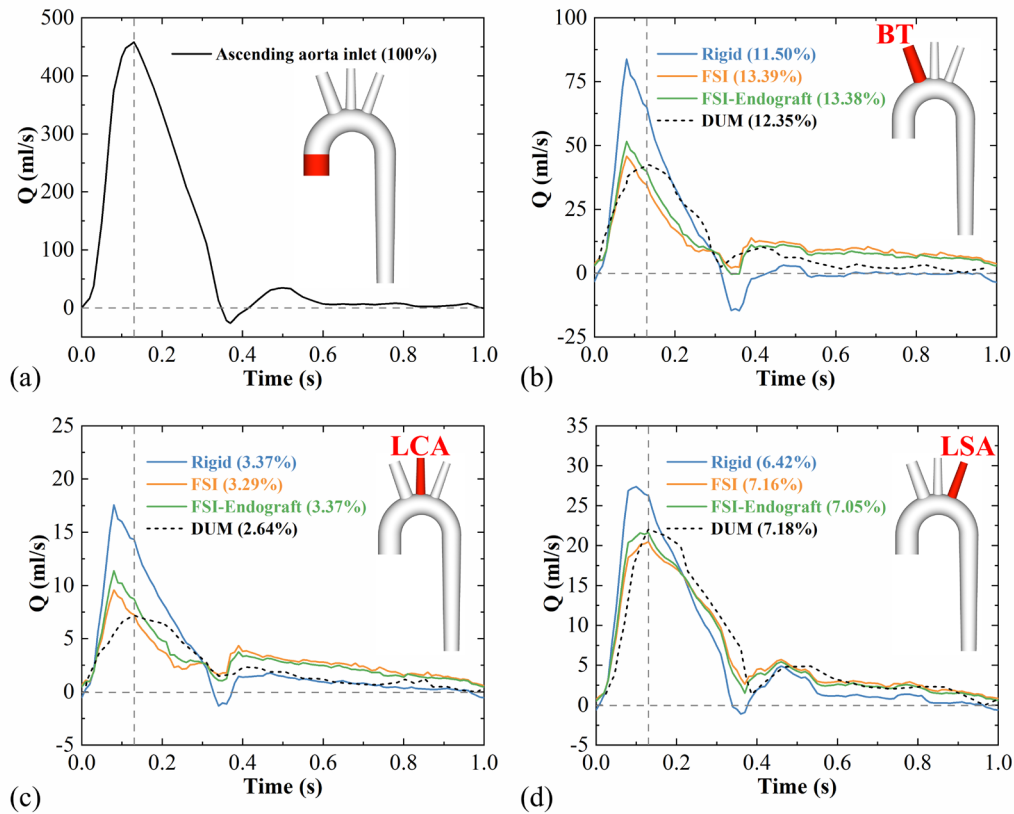 500
450
400
350
300
250
200
150
100
50
0
-50
Q (ml/s)
Ascending aorta inlet (100%)
0.0 0.2 0.4 0.6 0.8 1.0
Time (s)
(a)
100
75
50
25
0
-25
Q (ml/s)
BT
Rigid (11.50%)
FSI (13.39%)
FSI-Endograft (13.38%)
DUM (12.35%)
0.0 0.2 0.4 0.6 0.8 1.0
Time (s)
(b)
25
20
15
10
5
0
-5
Q (ml/s)
LCA
Rigid (3.37%)
FSI (3.29%)
FSI-Endograft (3.37%)
DUM (2.64%)
0.0 0.2 0.4 0.6 0.8 1.0
Time (s)
(c)
35
30
25
20
15
10
5
0
-5
Q (ml/s)
LSA
Rigid (6.42%)
FSI (7.16%)
FSI-Endograft (7.05%)
DUM (7.18%)
0.0 0.2 0.4 0.6 0.8 1.0
Time (s)
(d)